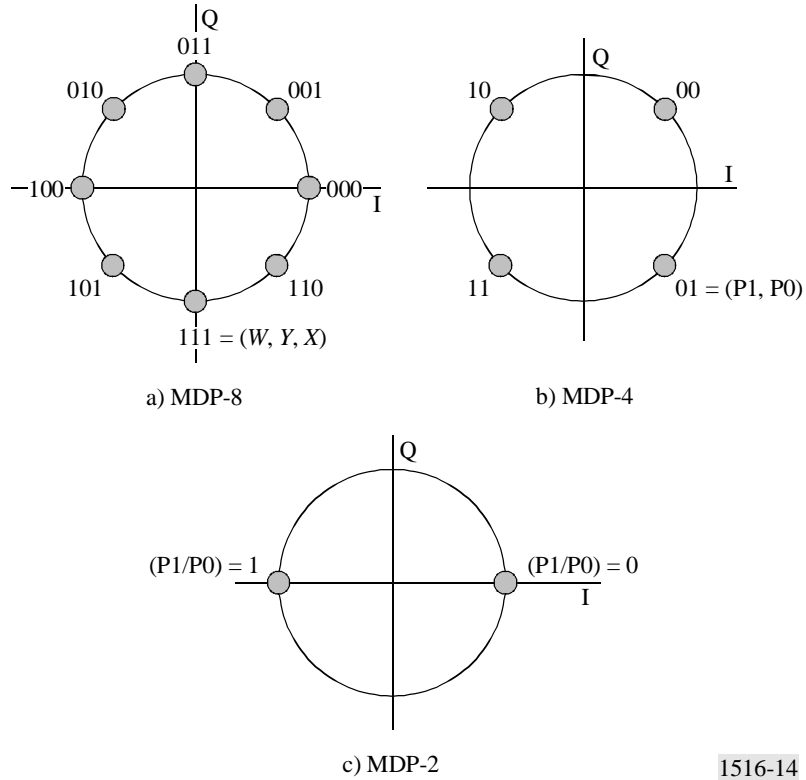 Q
011
010
001
100
000
I
101
110
111 = (W, Y, X)
a) MDP-8
Q
10
00
I
11
01 = (P1, P0)
b) MDP-4
Q
(P1/P0) = 1
(P1/P0) = 0
I
c) MDP-2
1516-14